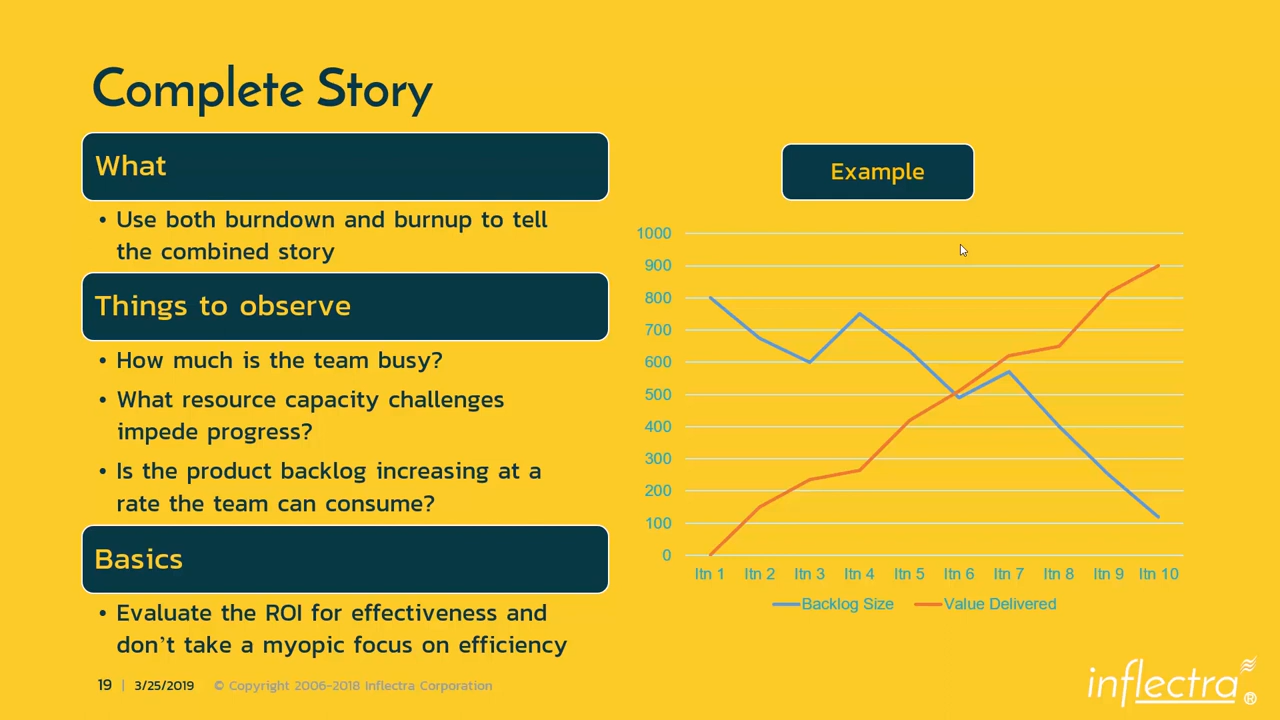 Complete Story
What
• Use both burndown and burnup to tell
the combined story
Things to observe
• How much is the team busy?
• What resource capacity challenges
impede progress?
• Is the product backlog increasing at a
rate the team can consume?
Basics
• Evaluate the ROI for effectiveness and
don’t take a myopic focus on efficiency
Example
1000
900
800
700
600
500
400
300
200
100
0
Itn 1 Itn 2 Itn 3 Itn 4 Itn 5 Itn 6 Itn 7 Itn 8 Itn 9 Itn 10
Backlog Size Value Delivered
19 | 3/25/2019 © Copyright 2006-2018 Inflectra Corporation
inflectra®